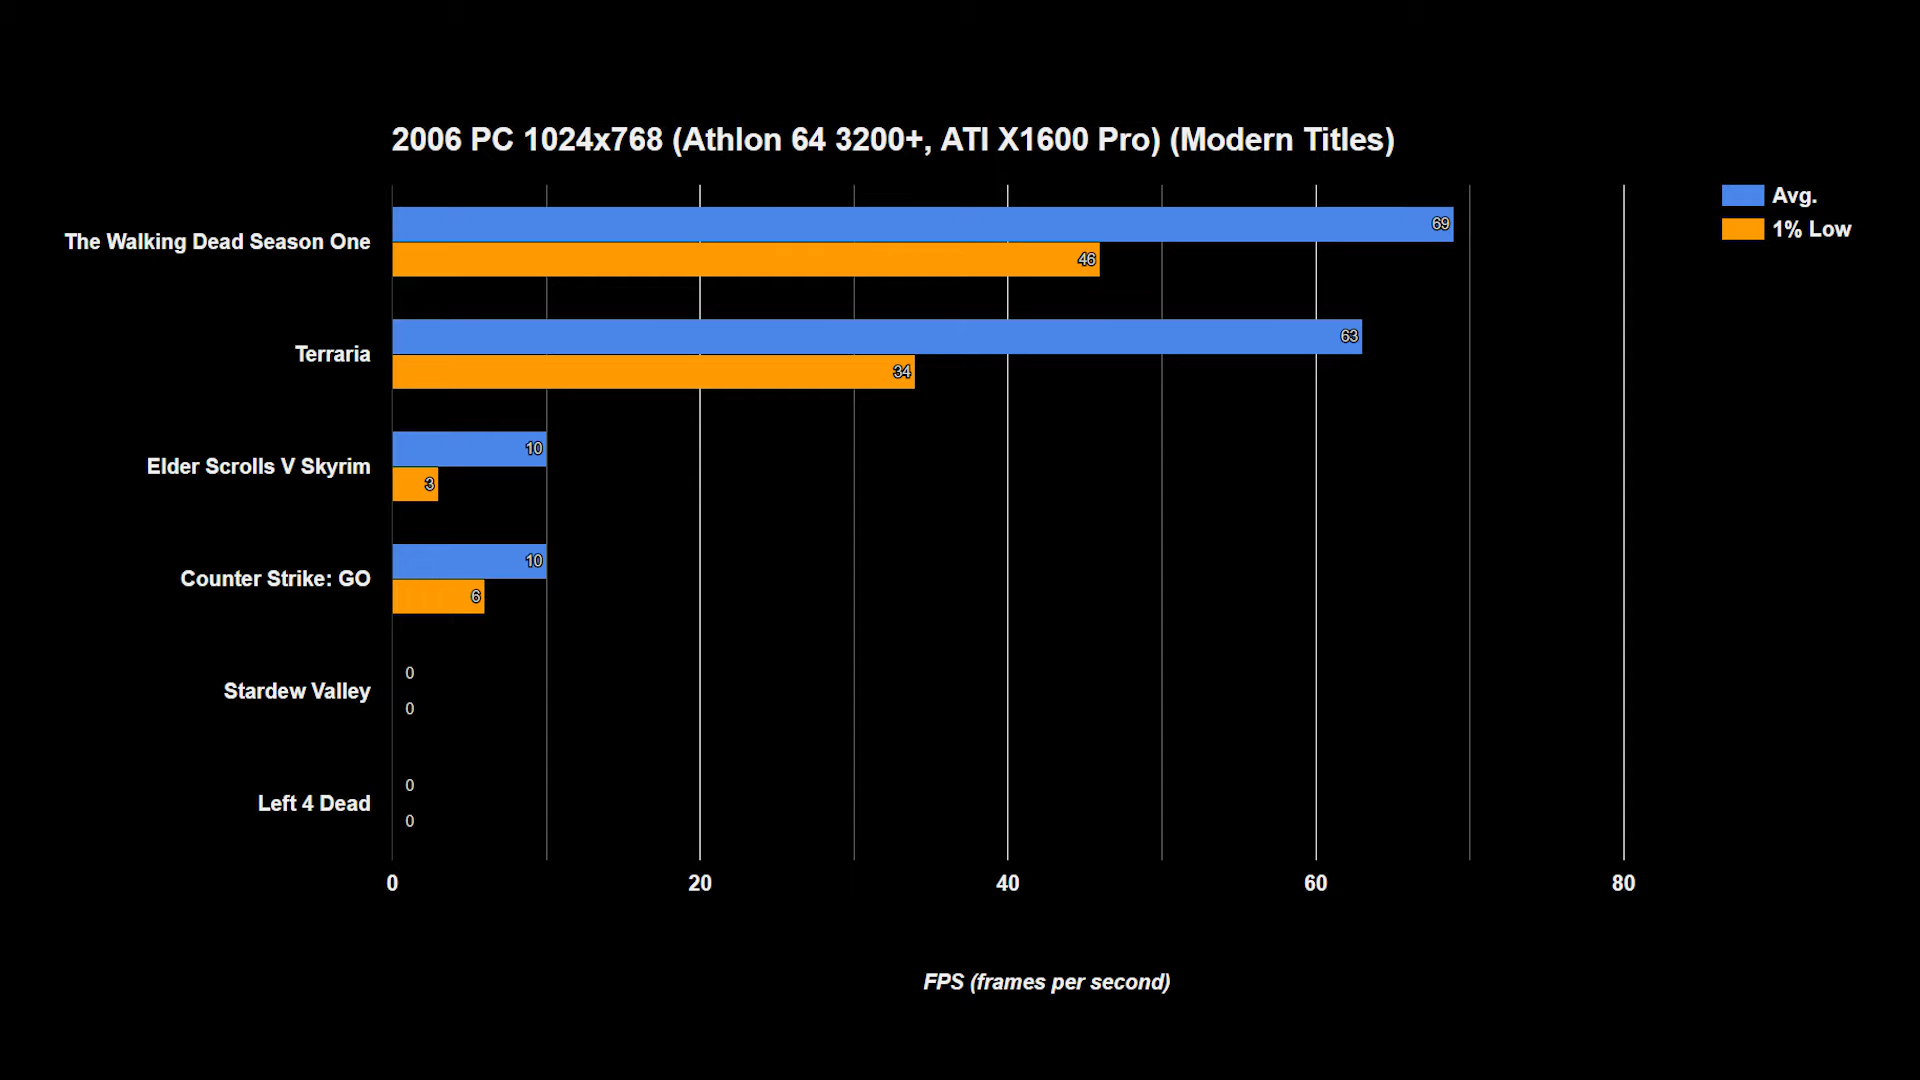 2006 PC 1024x768 (Athlon 64 3200+, ATI X1600 Pro) (Modern Titles)
Avg.
1% Low
The Walking Dead Season One
69
46
Terraria
63
34
Elder Scrolls V Skyrim
10
3
Counter Strike: GO
10
6
Stardew Valley
0
0
Left 4 Dead
0
0
0 20 40 60 80
FPS (frames per second)